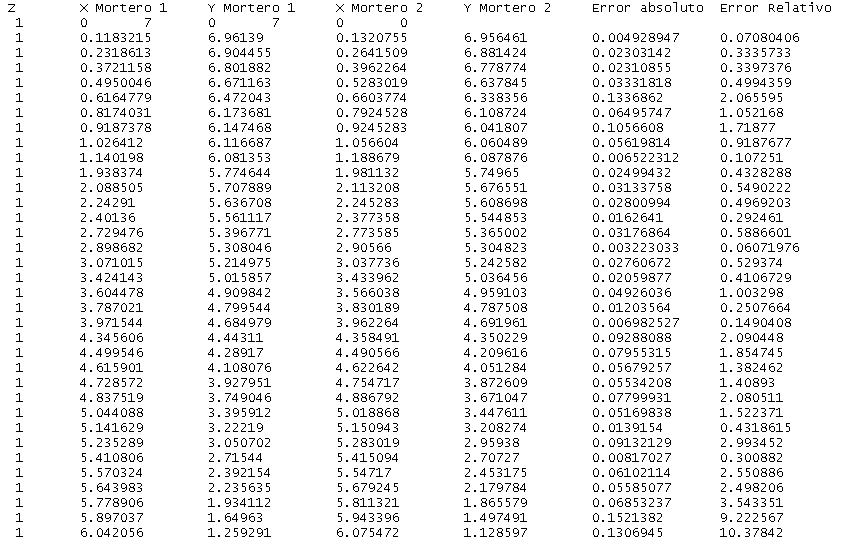 Z X Mortero 1 Y Mortero 1 X Mortero 2 Y Mortero 2 Error absoluto Error Relativo
1 0 7 0 7 0 0
1 0.1183215 6.96139 0.1320755 6.956461 0.004928947 0.07080406
1 0.2318613 6.904455 0.2641509 6.881424 0.02303142 0.3335733
1 0.3721158 6.801882 0.3962264 6.778774 0.02310855 0.3397376
1 0.4950046 6.671163 0.5283019 6.637845 0.03331818 0.4994359
1 0.6164779 6.472043 0.6603774 6.338356 0.1336862 2.065595
1 0.8174031 6.173681 0.7924528 6.108724 0.06495747 1.052168
1 0.9187378 6.147468 0.9245283 6.041807 0.1056608 1.71877
1 1.026412 6.116687 1.056604 6.060489 0.05619814 0.9187677
1 1.140198 6.081353 1.188679 6.087876 0.006522312 0.107251
1 1.938374 5.774644 1.981132 5.74965 0.02499432 0.4328288
1 2.088505 5.707889 2.113208 5.676551 0.03133758 0.5490222
1 2.24291 5.636708 2.245283 5.608698 0.02800994 0.4969203
1 2.40136 5.561117 2.377358 5.544853 0.0162641 0.292461
1 2.729476 5.396771 2.773585 5.365002 0.03176864 0.5886601
1 2.898682 5.308046 2.90566 5.304823 0.003223033 0.06071976
1 3.071015 5.214975 3.037736 5.242582 0.02760672 0.529374
1 3.424143 5.015857 3.433962 5.036456 0.02059877 0.4106729
1 3.604478 4.909842 3.566038 4.959103 0.04926036 1.003298
1 3.787021 4.799544 3.830189 4.787508 0.01203564 0.2507664
1 3.971544 4.684979 3.962264 4.691961 0.006982527 0.1490408
1 4.345606 4.44311 4.358491 4.350229 0.09288088 2.090448
1 4.499546 4.28917 4.490566 4.209616 0.07955315 1.854745
1 4.615901 4.108076 4.622642 4.051284 0.05679257 1.382462
1 4.728572 3.927951 4.754717 3.872609 0.05534208 1.40893
1 4.837519 3.749046 4.886792 3.671047 0.07799931 2.080511
1 5.044088 3.395912 5.018868 3.447611 0.05169838 1.522371
1 5.141629 3.22219 5.150943 3.208274 0.0139154 0.4318615
1 5.235289 3.050702 5.283019 2.95938 0.09132129 2.993452
1 5.410806 2.71544 5.415094 2.70727 0.00817027 0.300882
1 5.570324 2.392154 5.54717 2.453175 0.06102114 2.550886
1 5.643983 2.235635 5.679245 2.179784 0.05585077 2.498206
1 5.778906 1.934112 5.811321 1.865579 0.06853237 3.543351
1 5.897037 1.64963 5.943396 1.497491 0.1521382 9.222567
1 6.042056 1.259291 6.075472 1.128597 0.1306945 10.37842